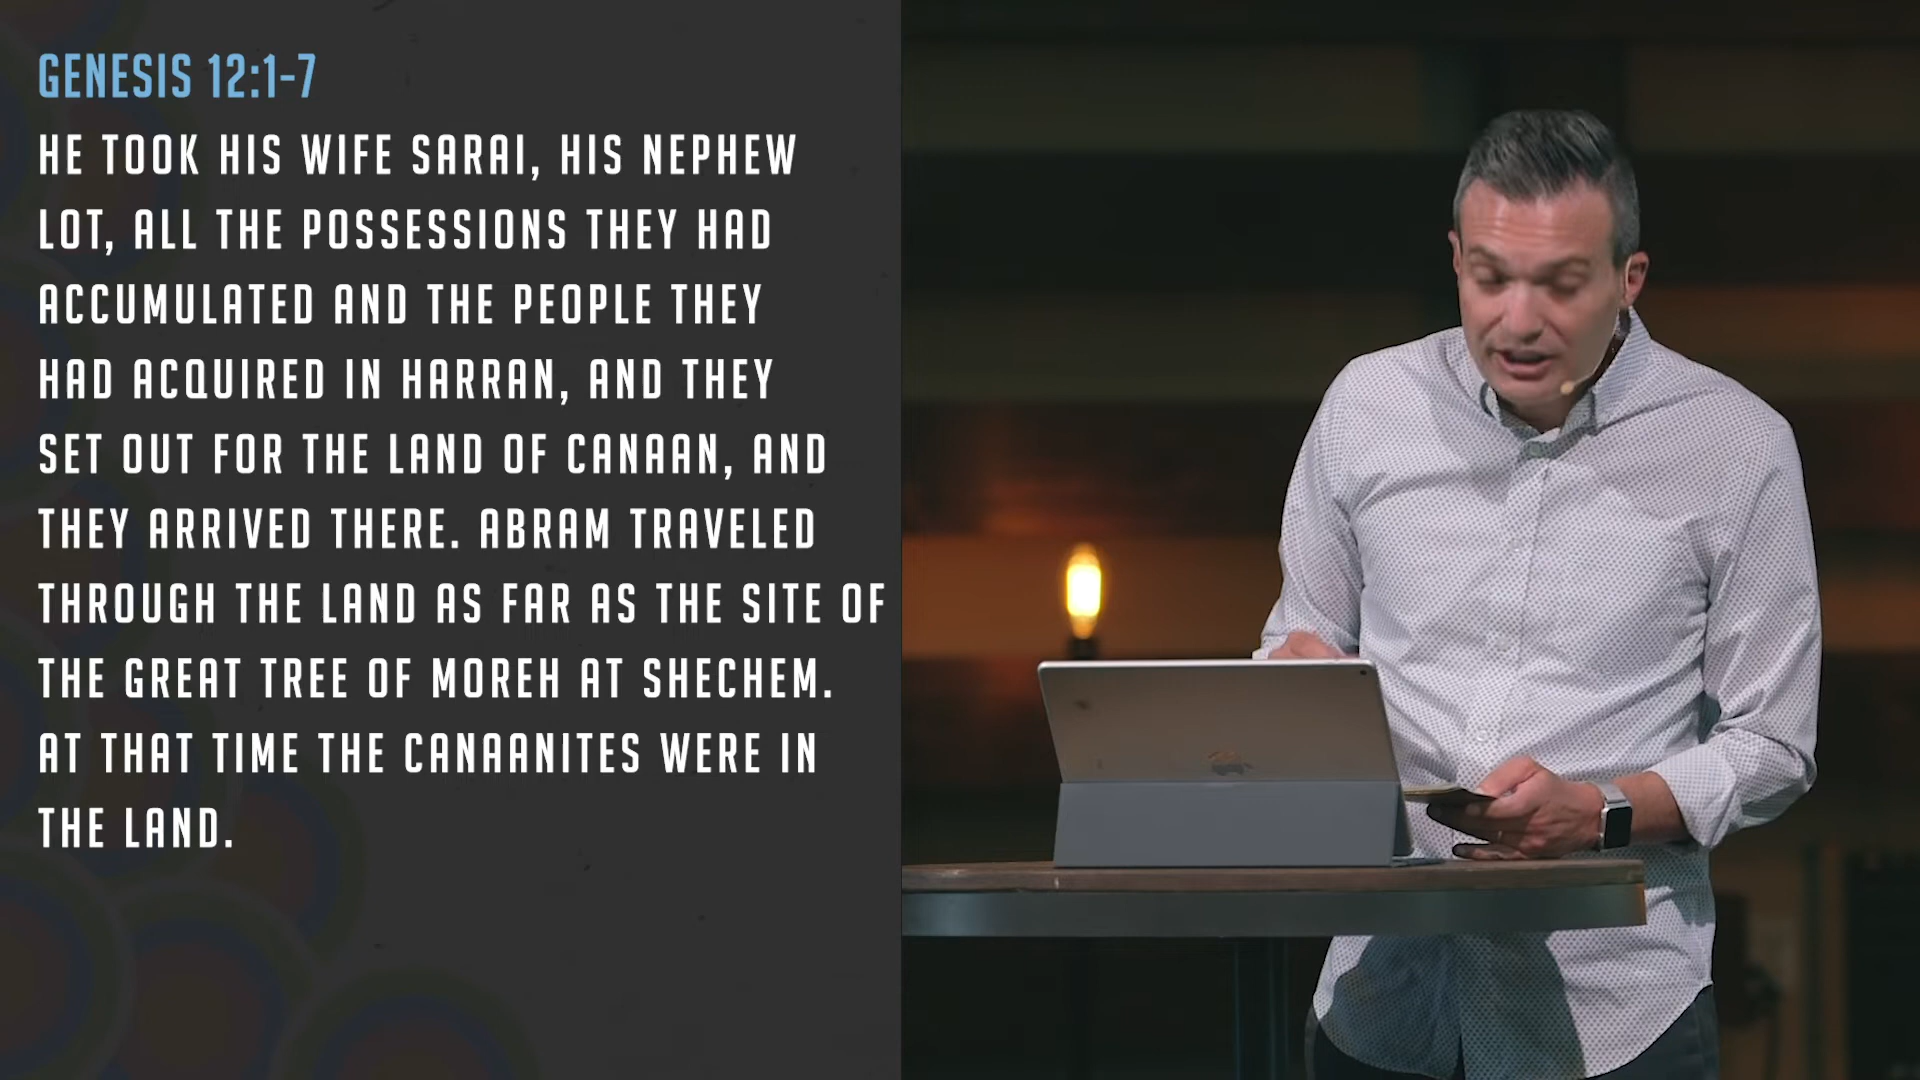 GENESIS 12:1-7
HE TOOK HIS WIFE SARAI, HIS NEPHEW
LOT, ALL THE POSSESSIONS THEY HAD
ACCUMULATED AND THE PEOPLE THEY
HAD ACQUIRED IN HARRAN, AND THEY
SET OUT FOR THE LAND OF CANAAN, AND
THEY ARRIVED THERE. ABRAM TRAVELED
THROUGH THE LAND AS FAR AS THE SITE OF
THE GREAT TREE OF MOREH AT SHECHEM.
AT THAT TIME THE CANAANITES WERE IN
THE LAND.